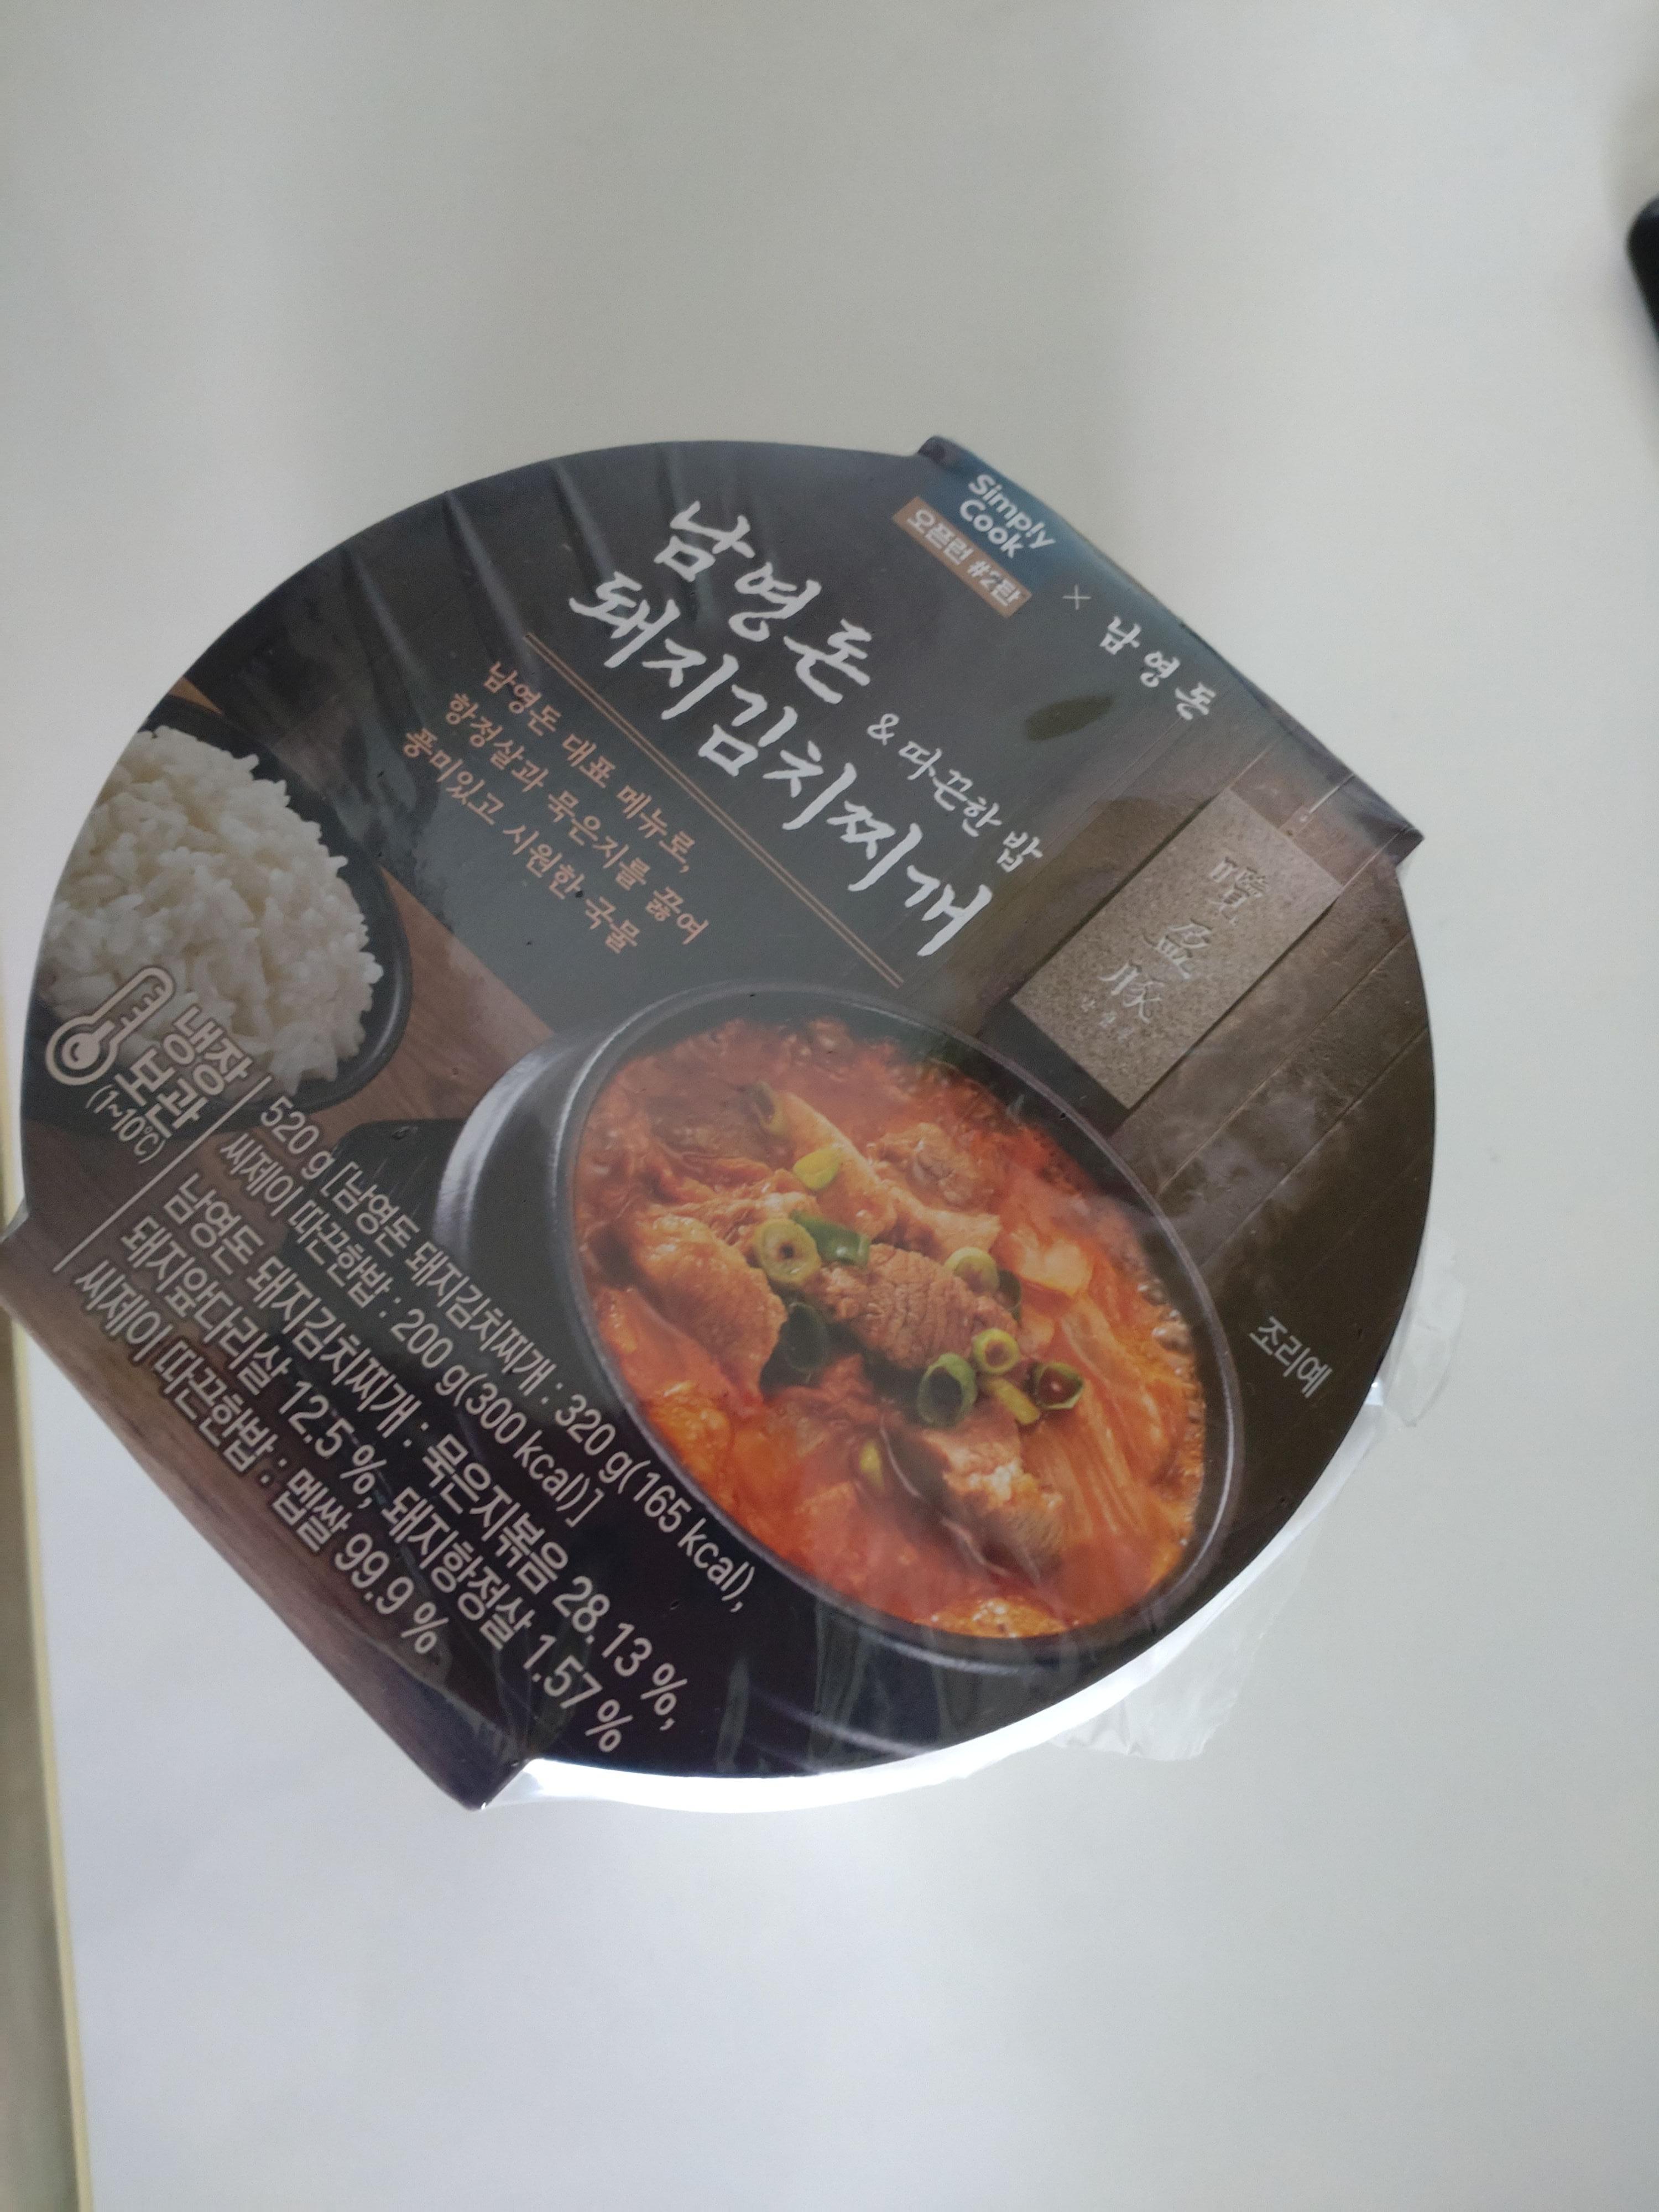 Simply
Cook
오픈런 #2탄
×
남영돈
남영돈
돼지김치찌개
& 따끈한 밥
남영돈 대표 메뉴로,
항정살과 묵은지를 끓여
풍미있고 시원한 국물
盈
豚
남영돈
조리예
냉장
보관
(1~10℃)
520 g [남영돈 돼지김치찌개 : 320 g(165 kcal),
씨제이 따끈한밥 : 200 g(300 kcal)]
남영돈 돼지김치찌개 : 묵은지볶음 28.13 %,
돼지앞다리살 12.5 %, 돼지항정살 1.57 %
씨제이 따끈한밥 : 멥쌀 99.9 %